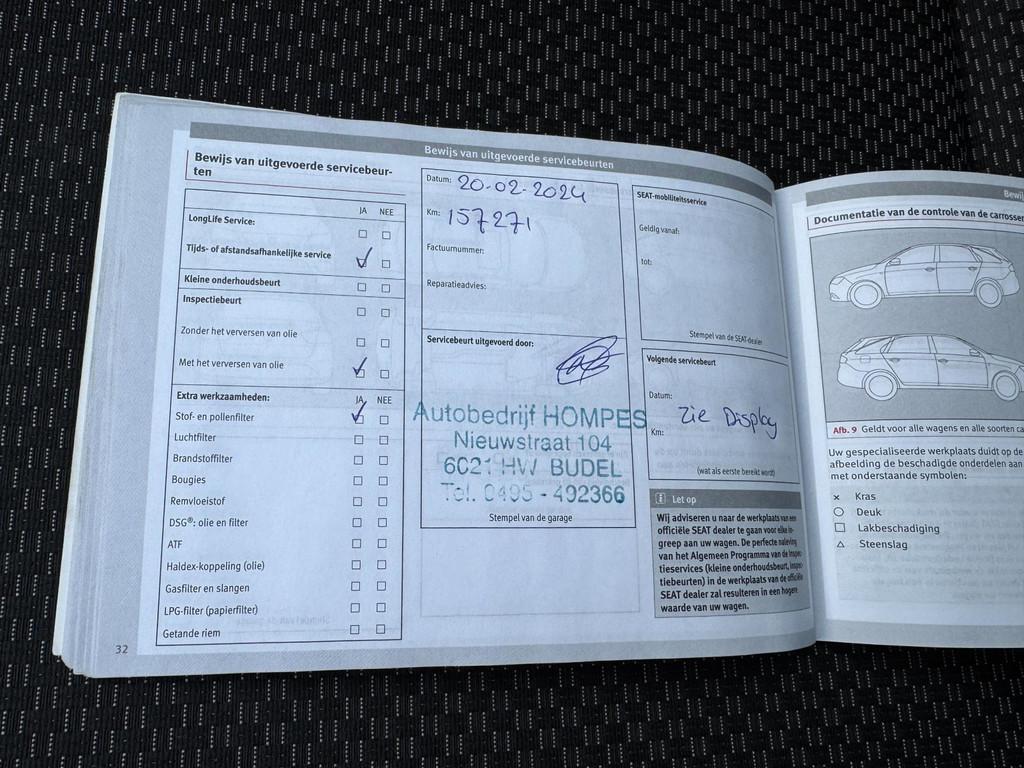 Bewijs van uitgevoerde servicebeurten
Bewijs van uitgevoerde servicebeur-
ten
JA NEE
LongLife Service:
Tijds- of afstandsafhankelijke service
Kleine onderhoudsbeurt
Inspectiebeurt
Zonder het verversen van olie
Met het verversen van olie
Extra werkzaamheden: JA NEE
Stof- en pollenfilter
Luchtfilter
Brandstoffilter
Bougies
Remvloeistof
DSG®: olie en filter
ATF
Haldex-koppeling (olie)
Gasfilter en slangen
LPG-filter (papierfilter)
Getande riem
32
Datum: 20-02-2024
Km: 157271
Factuurnummer:
Reparatieadvies:
Servicebeurt uitgevoerd door:
Autobedrijf HOMPES
Nieuwstraat 104
6021 HW BUDEL
Tel. 0495 - 492366
Stempel van de garage
SEAT-mobiliteitsservice
Geldig vanaf:
tot:
Stempel van de SEAT-dealer
Volgende servicebeurt
Datum:
Zie Display
Km:
(wat als eerste bereikt wordt)
Let op
Wij adviseren u naar de werkplaats van een
officiële SEAT dealer te gaan voor elke in-
greep aan uw wagen. De perfecte naleving
van het Algemeen Programma van de Inspec-
tieservices (kleine onderhoudsbeurt, inspec-
tiebeurten) in de werkplaats van de officiële
SEAT dealer zal resulteren in een hogere
waarde van uw wagen.
Bewij
Documentatie van de controle van de carrosser
Afb. 9 Geldt voor alle wagens en alle soorten ca
Uw gespecialiseerde werkplaats duidt op de
afbeelding de beschadigde onderdelen aan
met onderstaande symbolen:
× Kras
○ Deuk
□ Lakbeschadiging
△ Steenslag